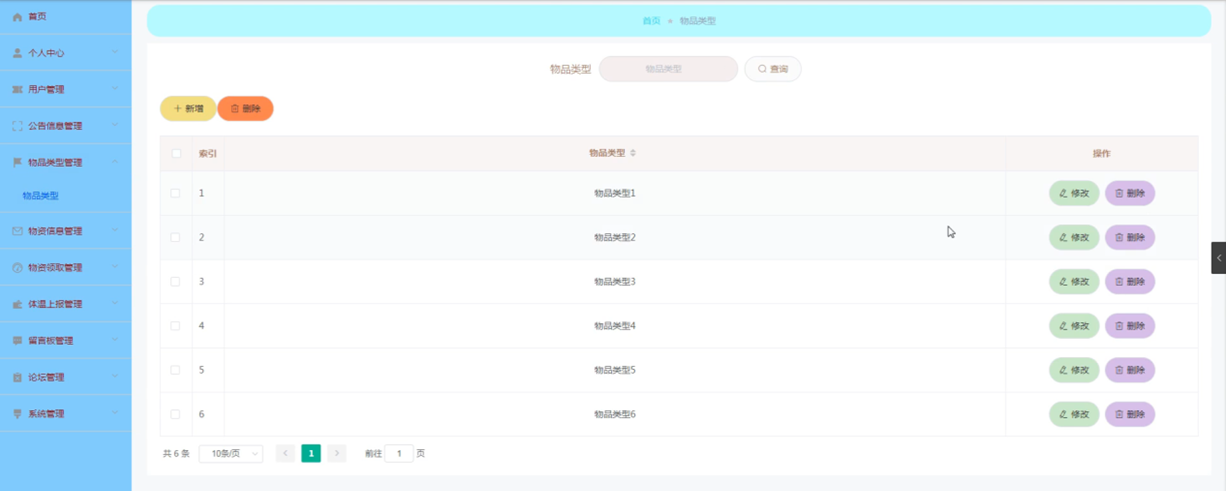 首页
个人中心
用户管理
公告信息管理
物品类型管理
物品类型
物资信息管理
物资领取管理
体温上报管理
留言板管理
论坛管理
系统管理
首页 物品类型
物品类型 物品类型 查询
+ 新增 删除
索引 物品类型 操作
1 物品类型1 修改 删除
2 物品类型2 修改 删除
3 物品类型3 修改 删除
4 物品类型4 修改 删除
5 物品类型5 修改 删除
6 物品类型6 修改 删除
共 6 条 10条/页 1 前往 1 页